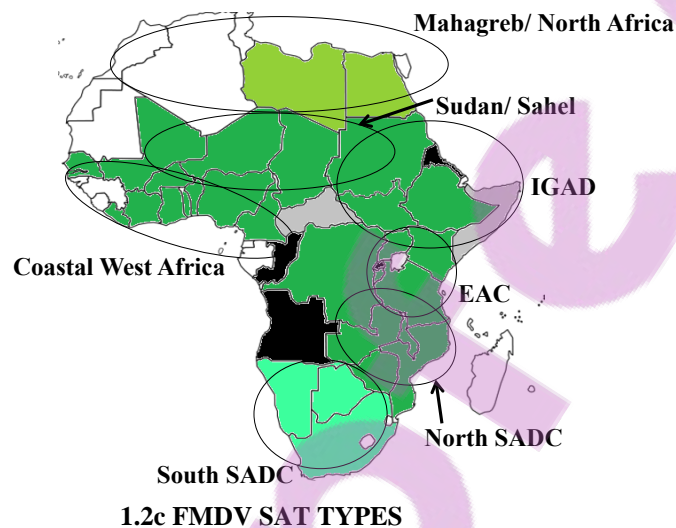 Mahagreb/ North Africa
Sudan/ Sahel
IGAD
Coastal West Africa
EAC
North SADC
South SADC
1.2c FMDV SAT TYPES